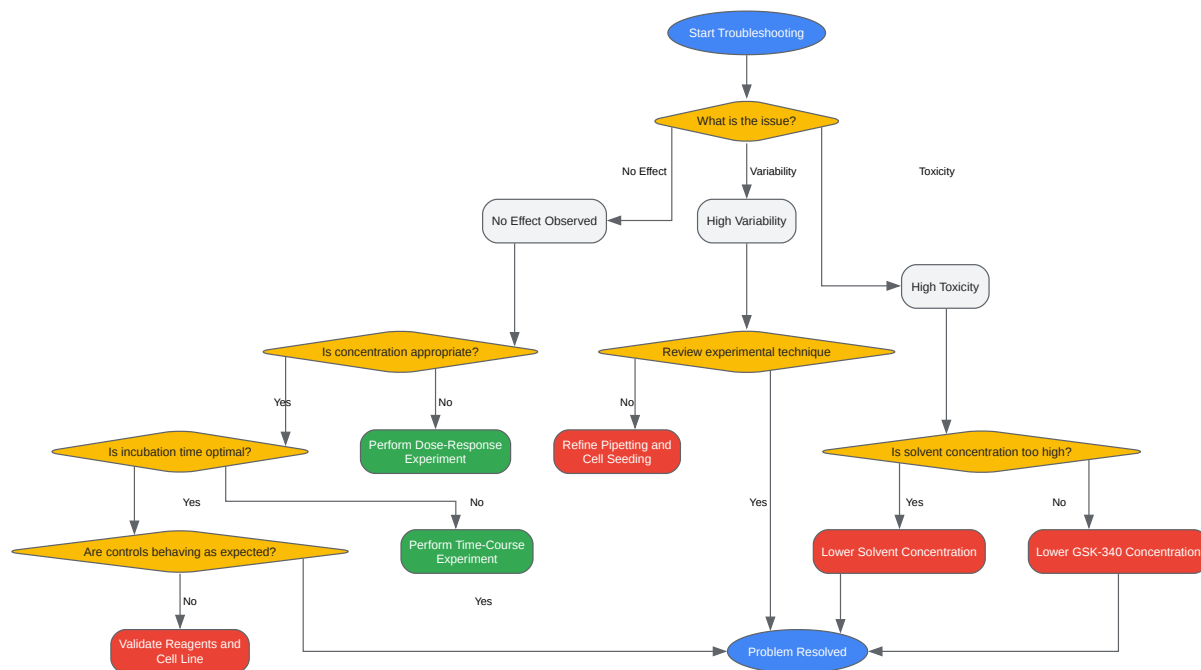 Start Troubleshooting
What is the issue?
No Effect
Variability
Toxicity
No Effect Observed
High Variability
High Toxicity
Is concentration appropriate?
Review experimental technique
Yes
No
No
Perform Dose-Response
Experiment
Refine Pipetting and
Cell Seeding
Is incubation time optimal?
Is solvent concentration too high?
Yes
No
Yes
Yes
No
Are controls behaving as expected?
Perform Time-Course
Experiment
Lower Solvent Concentration
Lower GSK-340 Concentration
No
Yes
Validate Reagents and
Cell Line
Problem Resolved